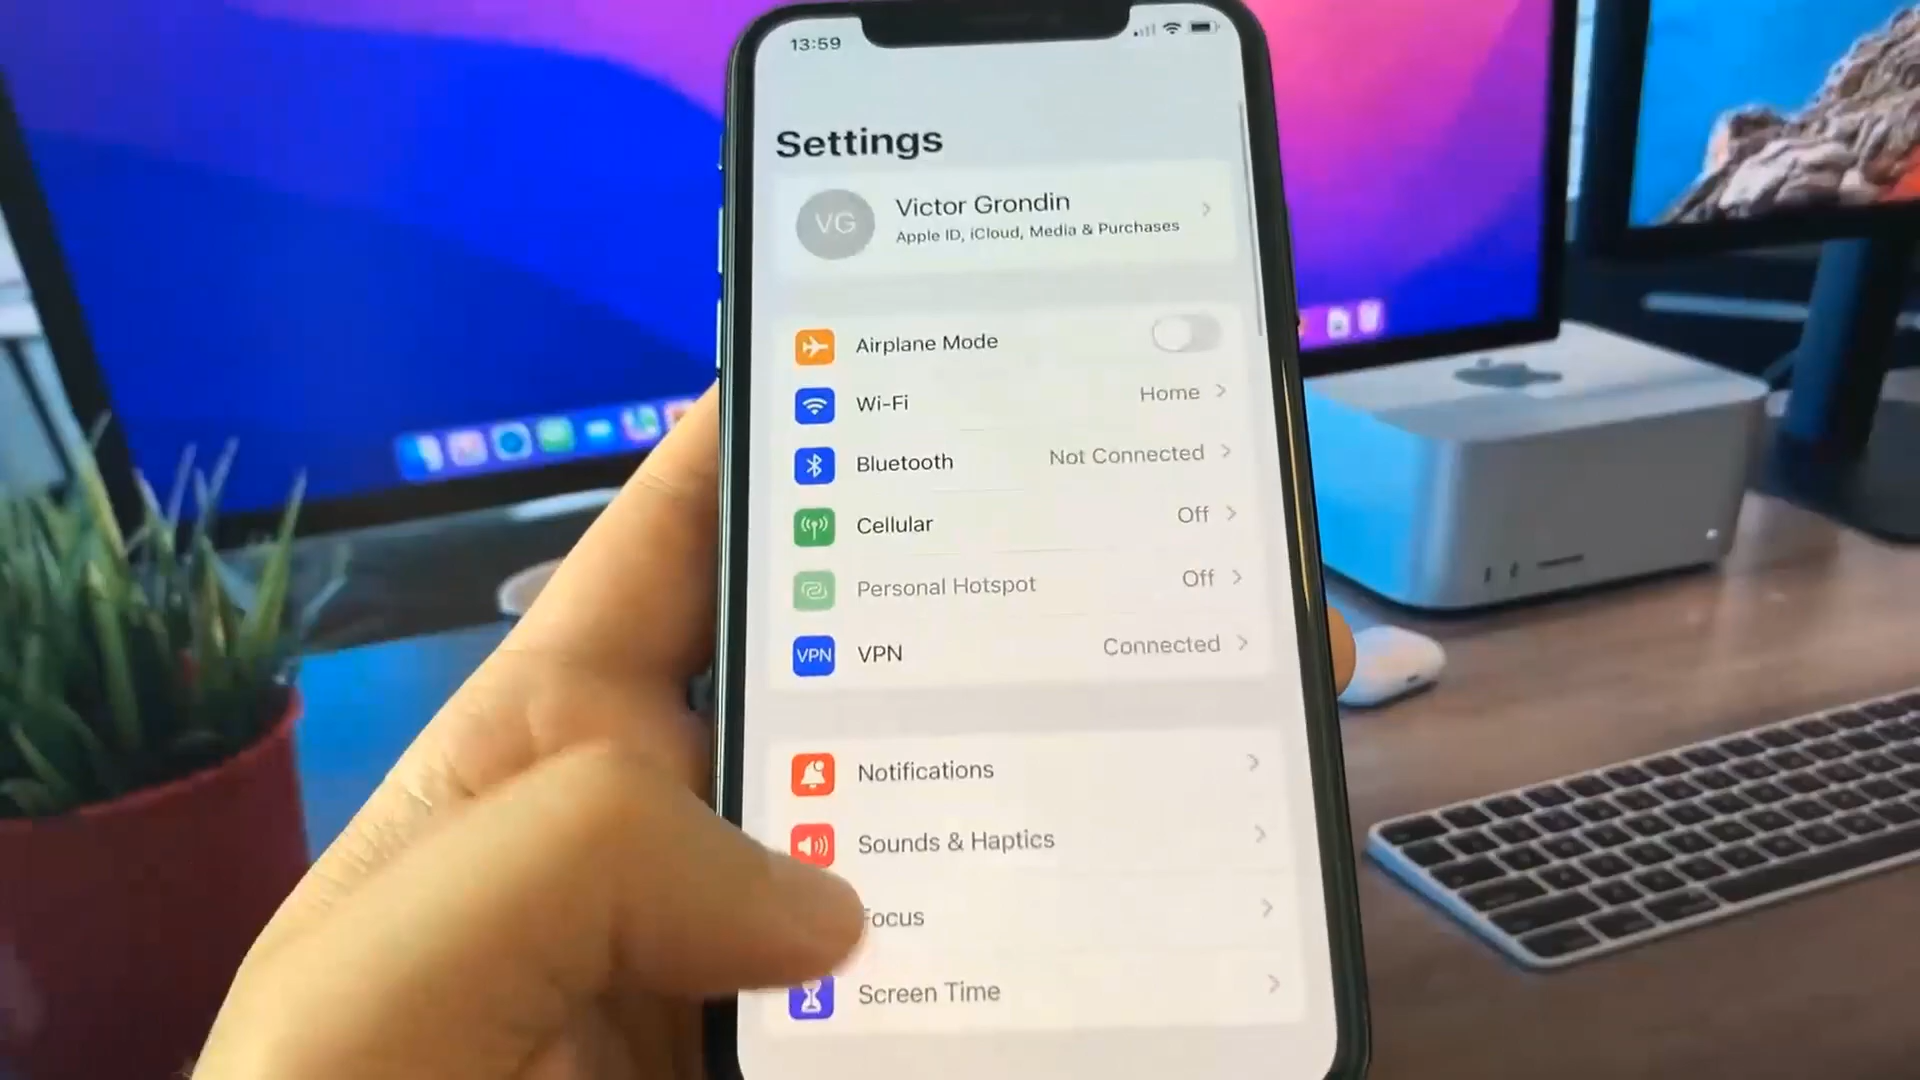 13:59
Settings
VG
Victor Grondin
Apple ID, iCloud, Media & Purchases
Airplane Mode
Wi-Fi Home
Bluetooth Not Connected
Cellular Off
Personal Hotspot Off
VPN VPN Connected
Notifications
Sounds & Haptics
Focus
Screen Time